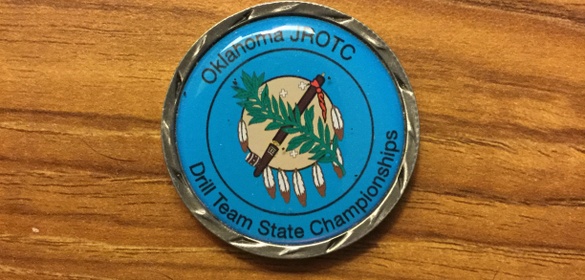 Oklahoma JROTC
Drill Team State Championships